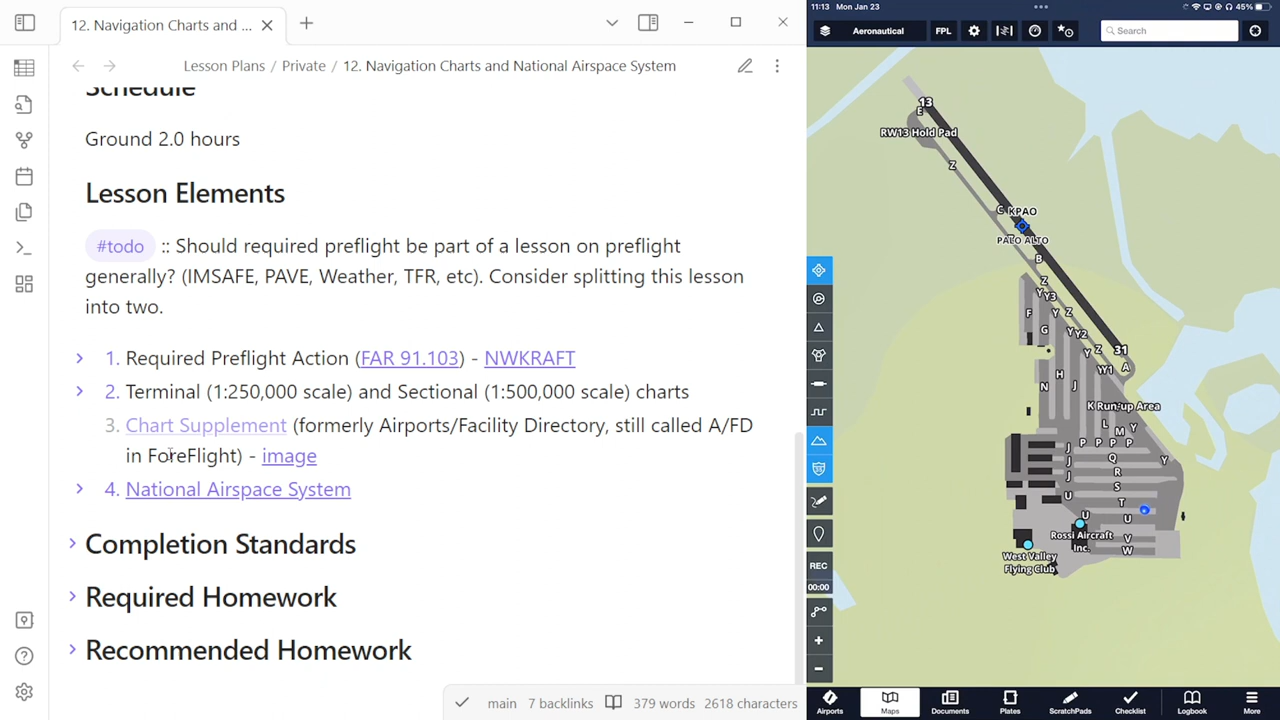 12. Navigation Charts and ...
Lesson Plans / Private / 12. Navigation Charts and National Airspace System
Schedule
Ground 2.0 hours
Lesson Elements
#todo :: Should required preflight be part of a lesson on preflight
generally? (IMSAFE, PAVE, Weather, TFR, etc). Consider splitting this lesson
into two.
1. Required Preflight Action (FAR 91.103) - NWKRAFT
2. Terminal (1:250,000 scale) and Sectional (1:500,000 scale) charts
3. Chart Supplement (formerly Airports/Facility Directory, still called A/FD
in ForeFlight) - image
4. National Airspace System
Completion Standards
Required Homework
Recommended Homework
main 7 backlinks 379 words 2618 characters
11:13 Mon Jan 23
45%
Aeronautical
FPL
Search
13
E
RW13 Hold Pad
Z
C KPAO
PALO ALTO
B
Z
Y Y3
F Y Z
G Y Y2
Y Z 31
Y Y1 A
H
N J
K Run-up Area
L
M Y
P P P P
J
J Q Y
J R
S
U
T
U U
Rossi Aircraft
Inc.
V
W
West Valley
Flying Club
REC
00:00
Airports
Maps
Documents
Plates
ScratchPads
Checklist
Logbook
More